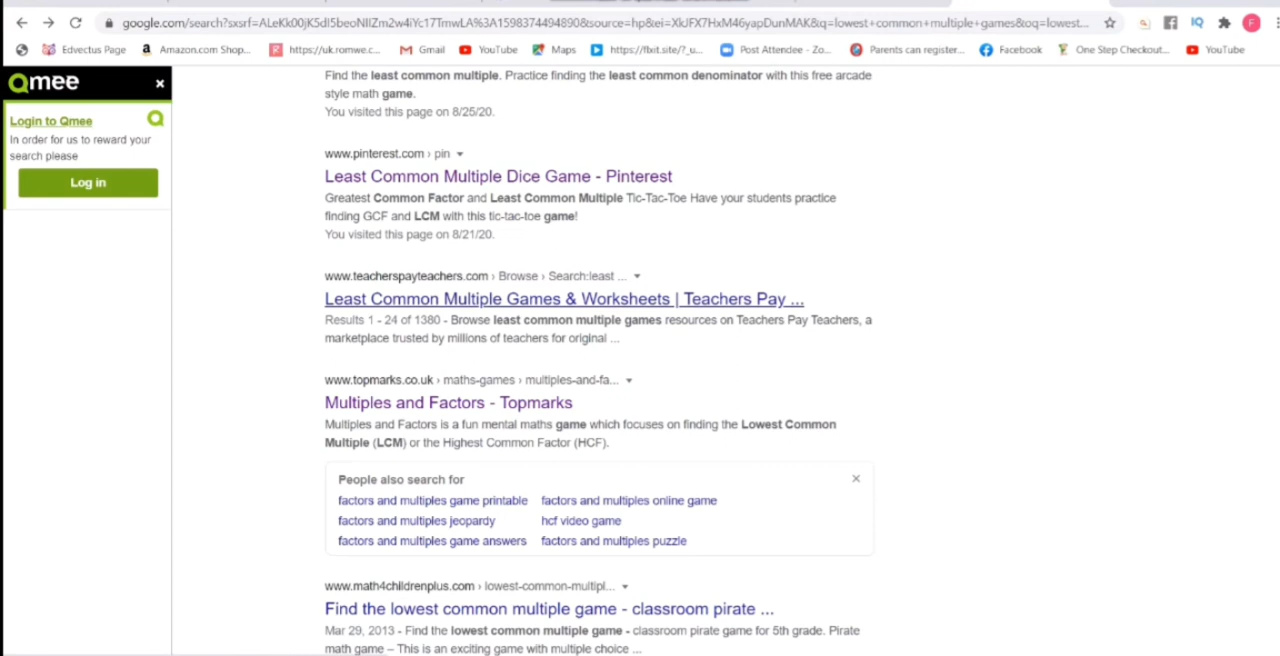 google.com/search?sxsrf=ALeKk00jK5dI5beoNIIZm2w4iYc17TmwLA%3A1598374494890&source=hp&ei=XkJFX7HxM46yapDunMAK&q=lowest+common+multiple+games&oq=lowest...
Edvectus Page
Amazon.com Shop...
https://uk.romwe.c...
Gmail
YouTube
Maps
https://flixit.site/?_u...
Post Attendee - Zo...
Parents can register...
Facebook
One Step Checkout...
YouTube
Qmee
Login to Qmee
In order for us to reward your
search please
Log in
Find the least common multiple. Practice finding the least common denominator with this free arcade
style math game.
You visited this page on 8/25/20.
www.pinterest.com › pin
Least Common Multiple Dice Game - Pinterest
Greatest Common Factor and Least Common Multiple Tic-Tac-Toe Have your students practice
finding GCF and LCM with this tic-tac-toe game!
You visited this page on 8/21/20.
www.teacherspayteachers.com › Browse › Search:least ...
Least Common Multiple Games & Worksheets | Teachers Pay ...
Results 1 - 24 of 1380 - Browse least common multiple games resources on Teachers Pay Teachers, a
marketplace trusted by millions of teachers for original ...
www.topmarks.co.uk › maths-games › multiples-and-fa...
Multiples and Factors - Topmarks
Multiples and Factors is a fun mental maths game which focuses on finding the Lowest Common
Multiple (LCM) or the Highest Common Factor (HCF).
People also search for
factors and multiples game printable
factors and multiples online game
factors and multiples jeopardy
hcf video game
factors and multiples game answers
factors and multiples puzzle
www.math4childrenplus.com › lowest-common-multipl...
Find the lowest common multiple game - classroom pirate ...
Mar 29, 2013 - Find the lowest common multiple game - classroom pirate game for 5th grade. Pirate
math game – This is an exciting game with multiple choice ...